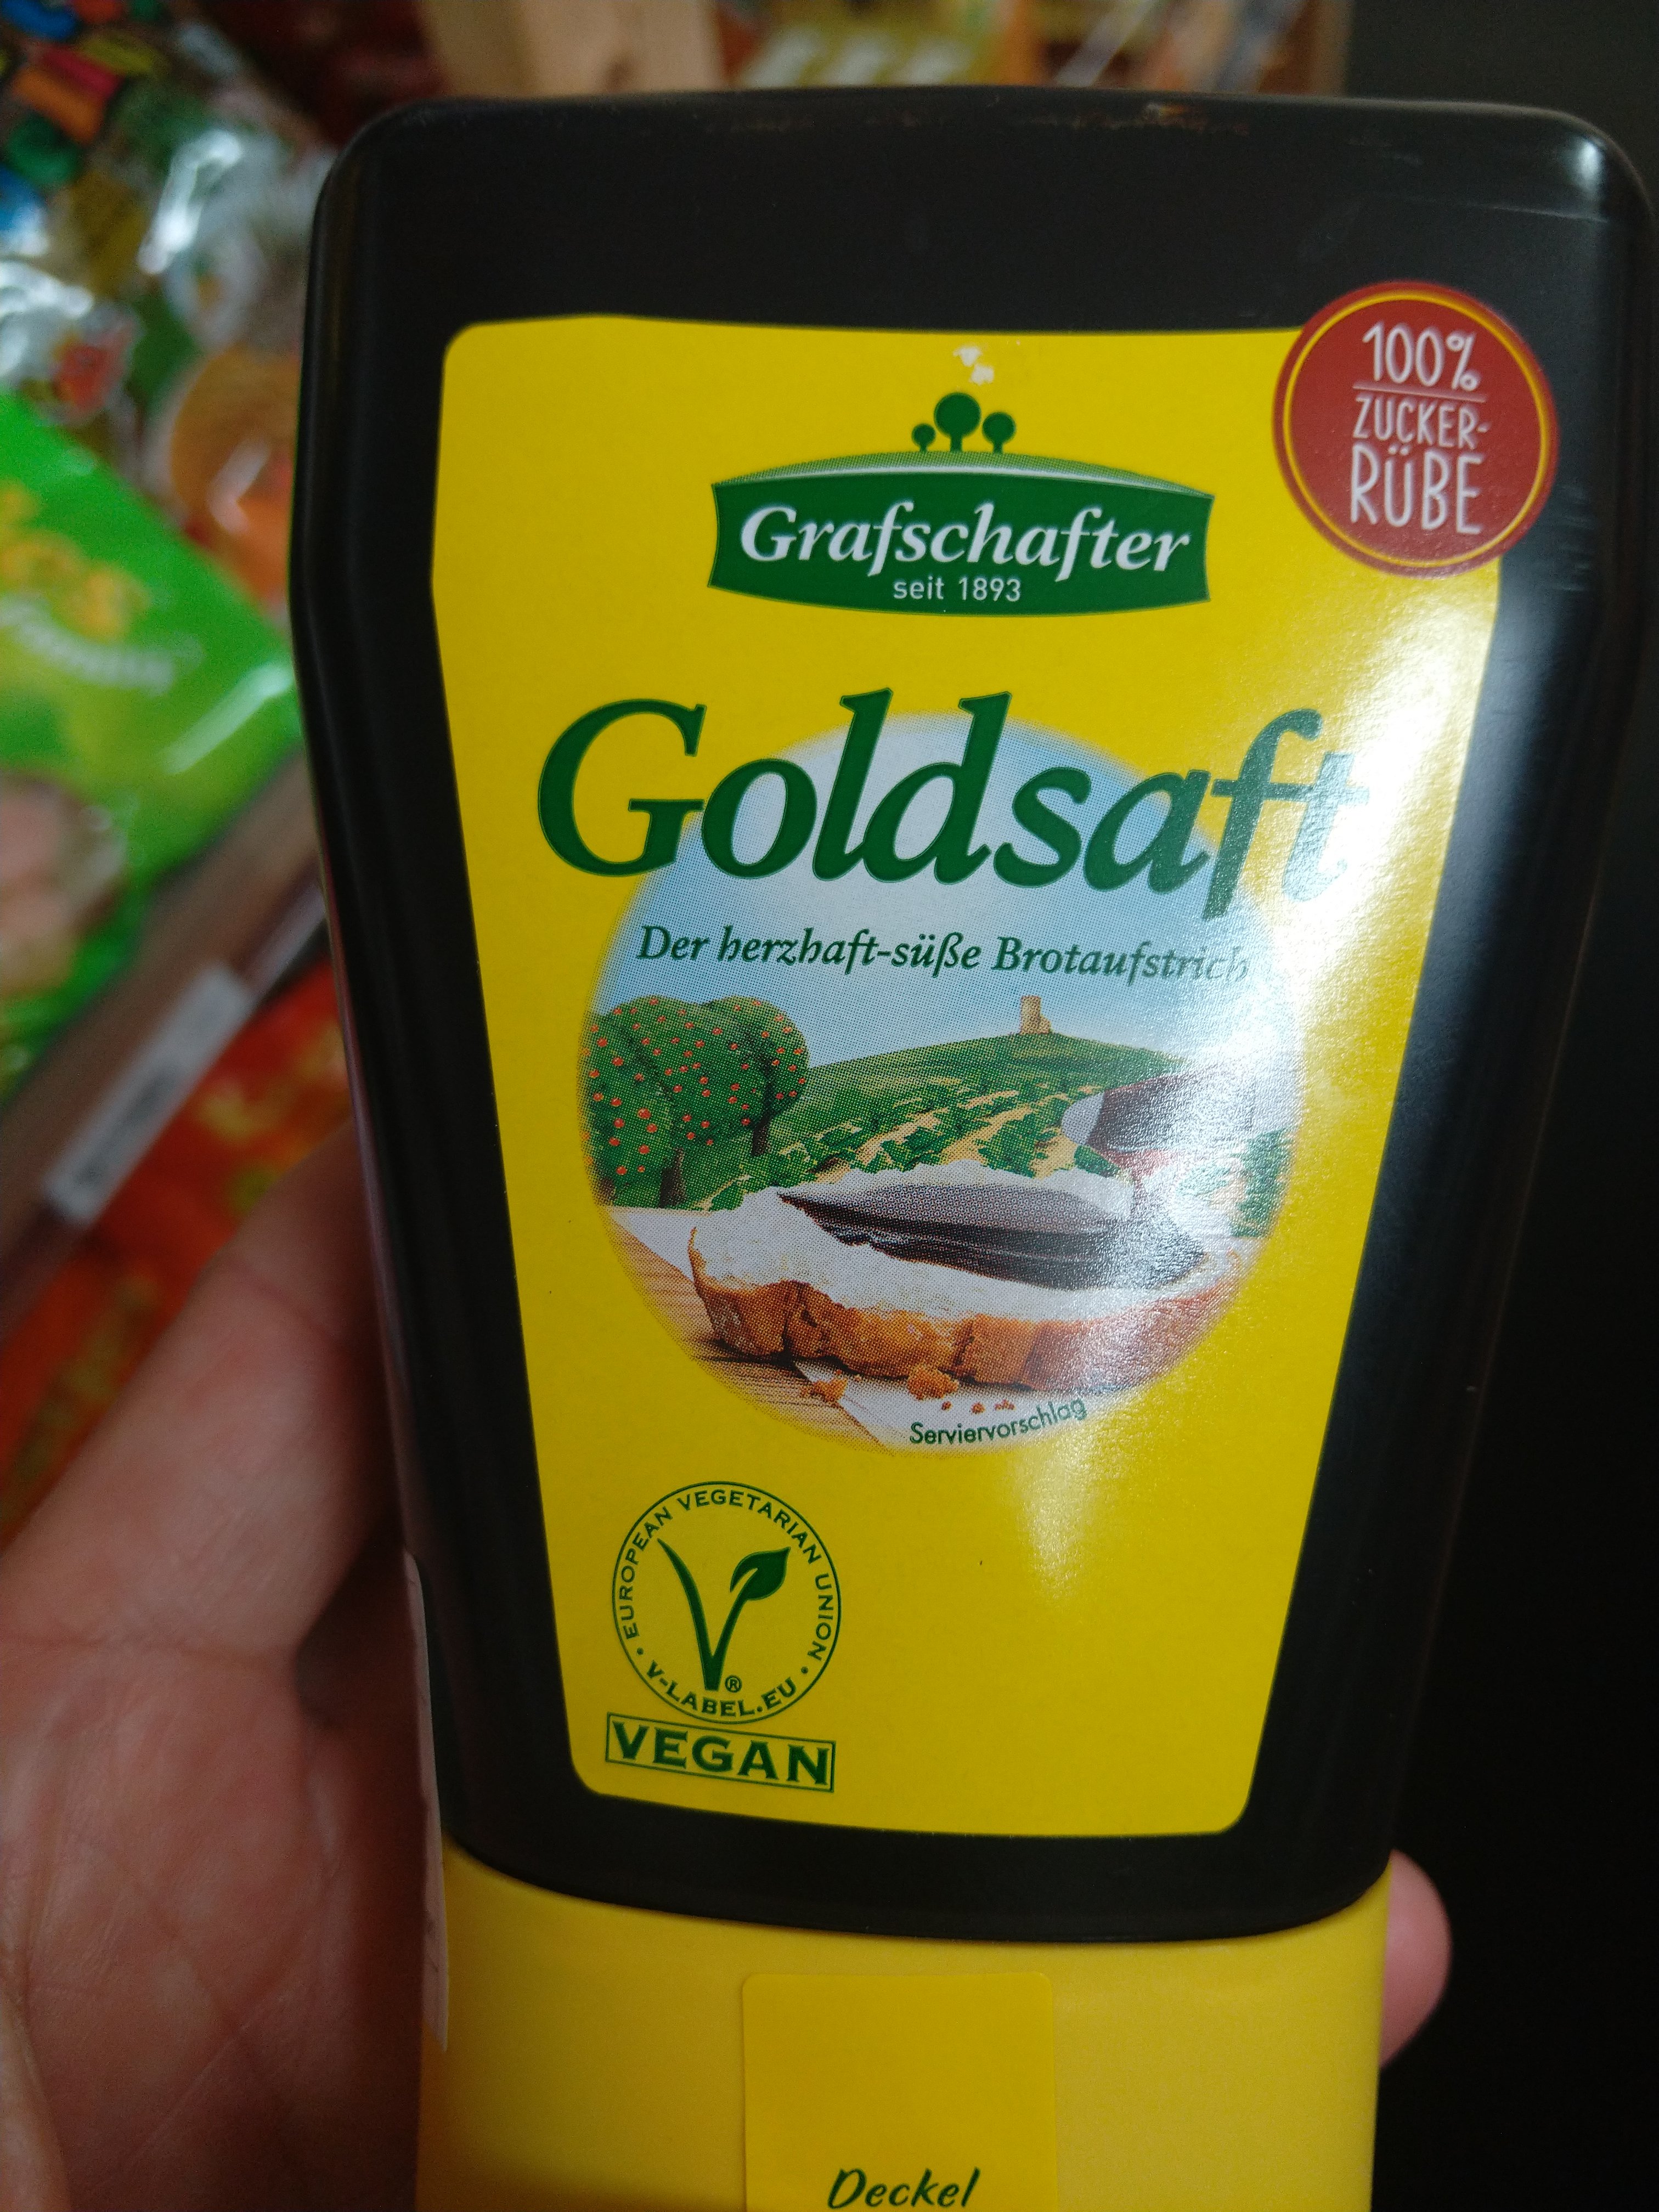 100%
ZUCKER-
RÜBE
Grafschafter
seit 1893
Goldsaft
Der herzhaft-süße Brotaufstrich
Serviervorschlag
EUROPEAN VEGETARIAN UNION
V-LABEL.EU
®
VEGAN
Deckel